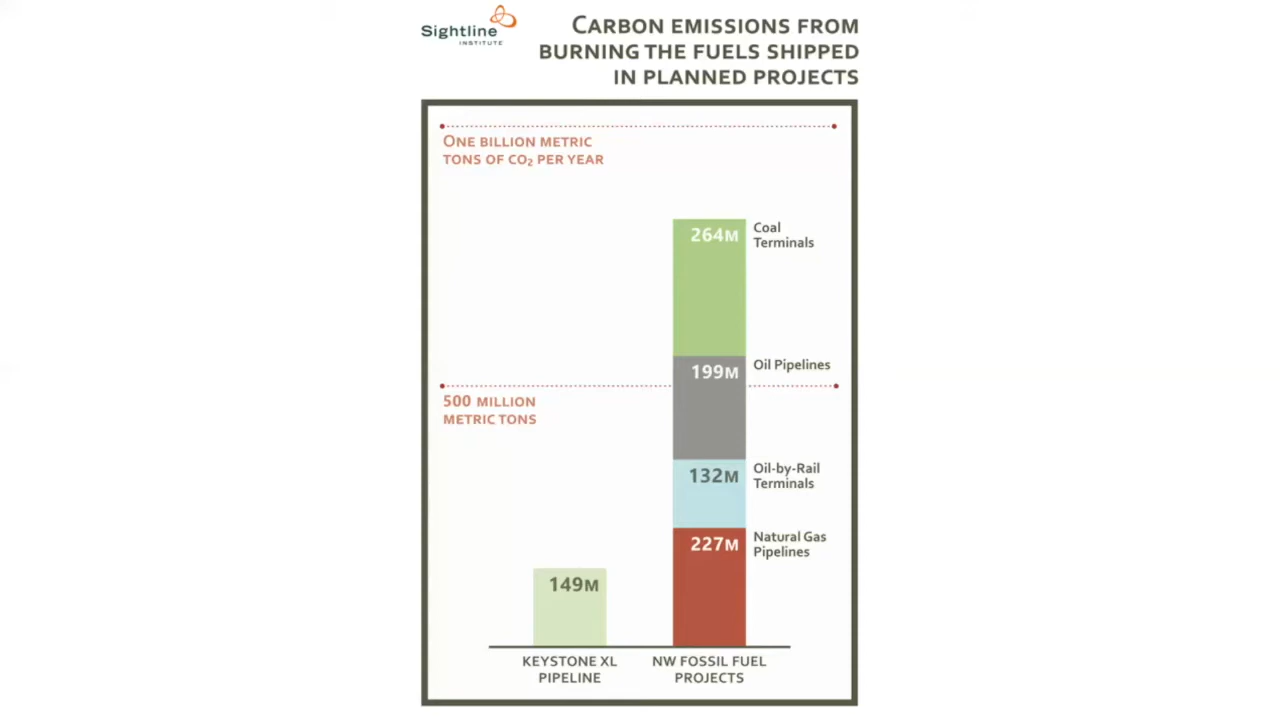 Sightline
INSTITUTE
CARBON EMISSIONS FROM
BURNING THE FUELS SHIPPED
IN PLANNED PROJECTS
ONE BILLION METRIC
TONS OF CO₂ PER YEAR
264M
Coal
Terminals
199M
Oil Pipelines
500 MILLION
METRIC TONS
132M
Oil-by-Rail
Terminals
227M
Natural Gas
Pipelines
149M
KEYSTONE XL
PIPELINE
NW FOSSIL FUEL
PROJECTS